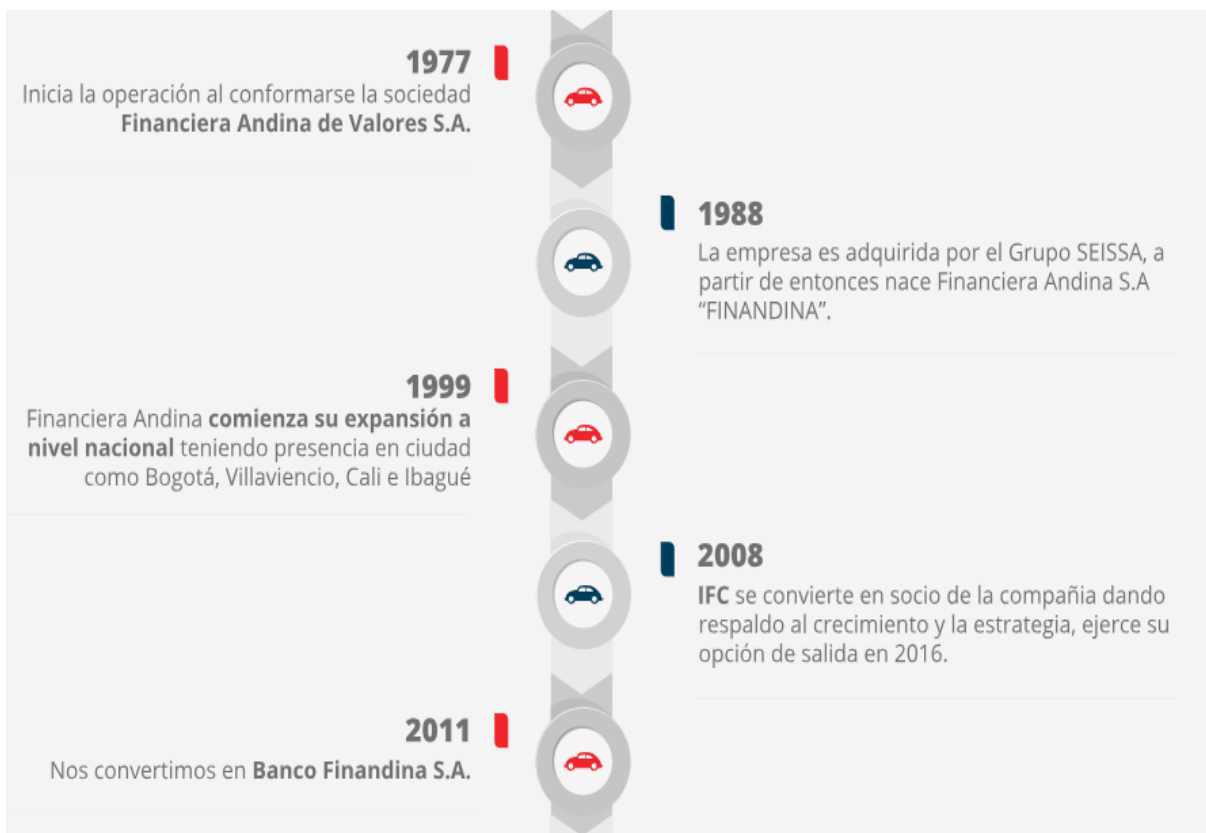 1977
Inicia la operación al conformarse la sociedad
Financiera Andina de Valores S.A.
1988
La empresa es adquirida por el Grupo SEISSA, a
partir de entonces nace Financiera Andina S.A
“FINANDINA”.
1999
Financiera Andina comienza su expansión a
nivel nacional teniendo presencia en ciudad
como Bogotá, Villaviencio, Cali e Ibagué
2008
IFC se convierte en socio de la compañia dando
respaldo al crecimiento y la estrategia, ejerce su
opción de salida en 2016.
2011
Nos convertimos en Banco Finandina S.A.